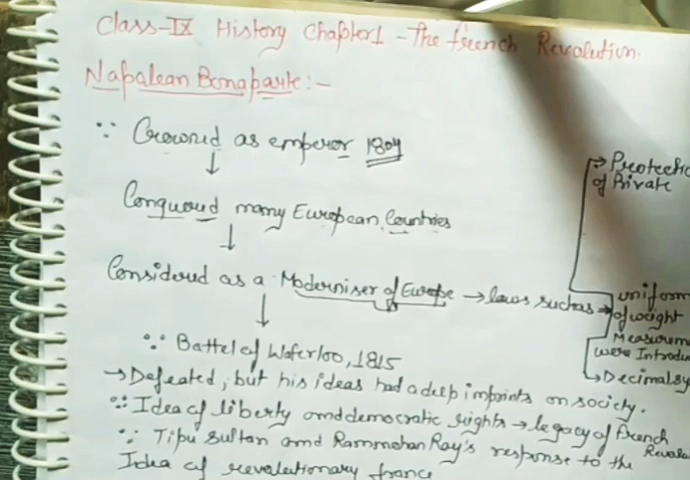 Class-IX History Chapter1 - The french Revolution.
Napalean Bonaparte:-
Crowned as emperor 1804
Protectio
of Private
Conquoued many European Countries
Considered as a Moderniser of Europe → laws such as →
uniform
of weight
Measurem
were Introdu
→ Decimal sy
Battel of Waterloo, 1815
→ Defeated, but his ideas had a deep imprints on society.
Idea of liberty and democratic rights → legacy of french
Revolu
Tipu Sultan and Rammohan Roy's response to the
Idea of revolutionary france